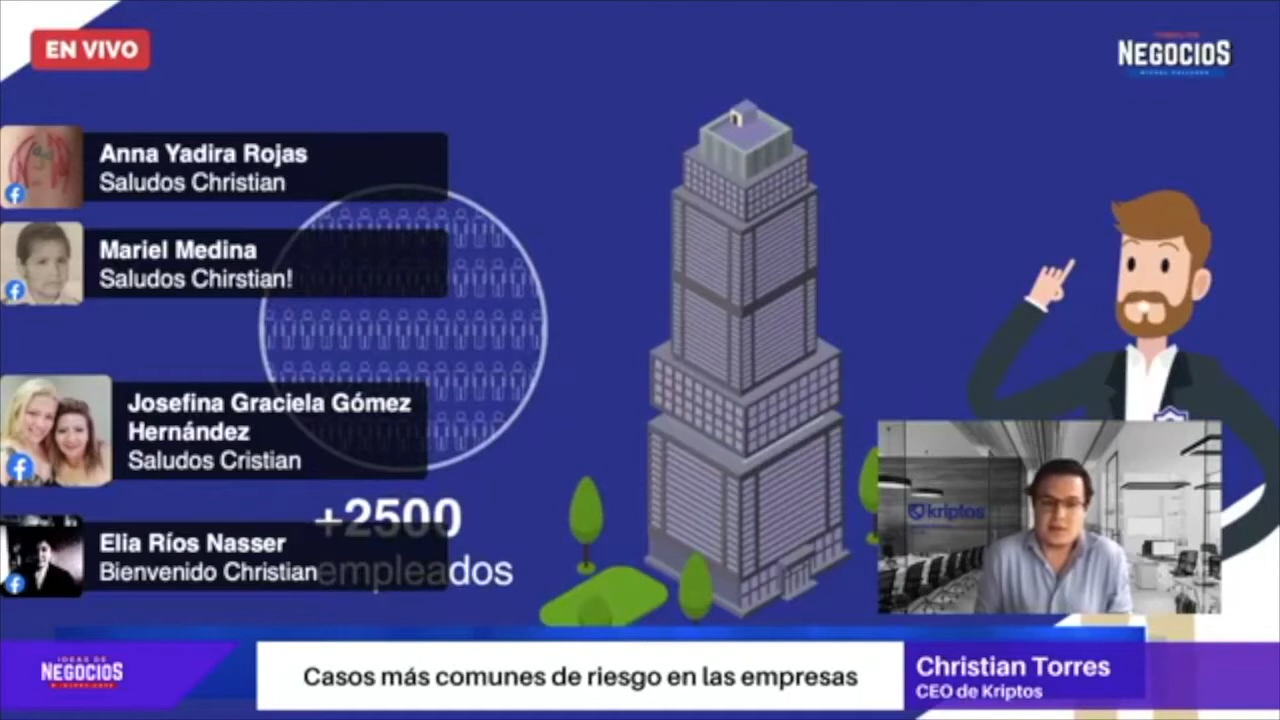 EN VIVO
NEGOCIOS
Anna Yadira Rojas
Saludos Christian
Mariel Medina
Saludos Chirstian!
Josefina Graciela Gómez
Hernández
Saludos Cristian
Elia Ríos Nasser
Bienvenido Christian
+2500
empleados
kriptos
IDEAS DE
NEGOCIOS
Casos más comunes de riesgo en las empresas
Christian Torres
CEO de Kriptos